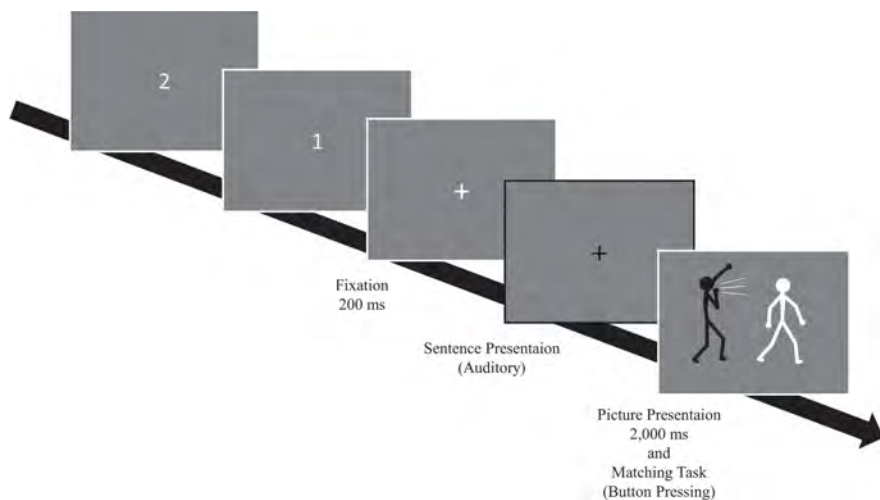 2
1
+
+
Fixation
200 ms
Sentence Presentaion
(Auditory)
Picture Presentaion
2,000 ms
and
Matching Task
(Button Pressing)